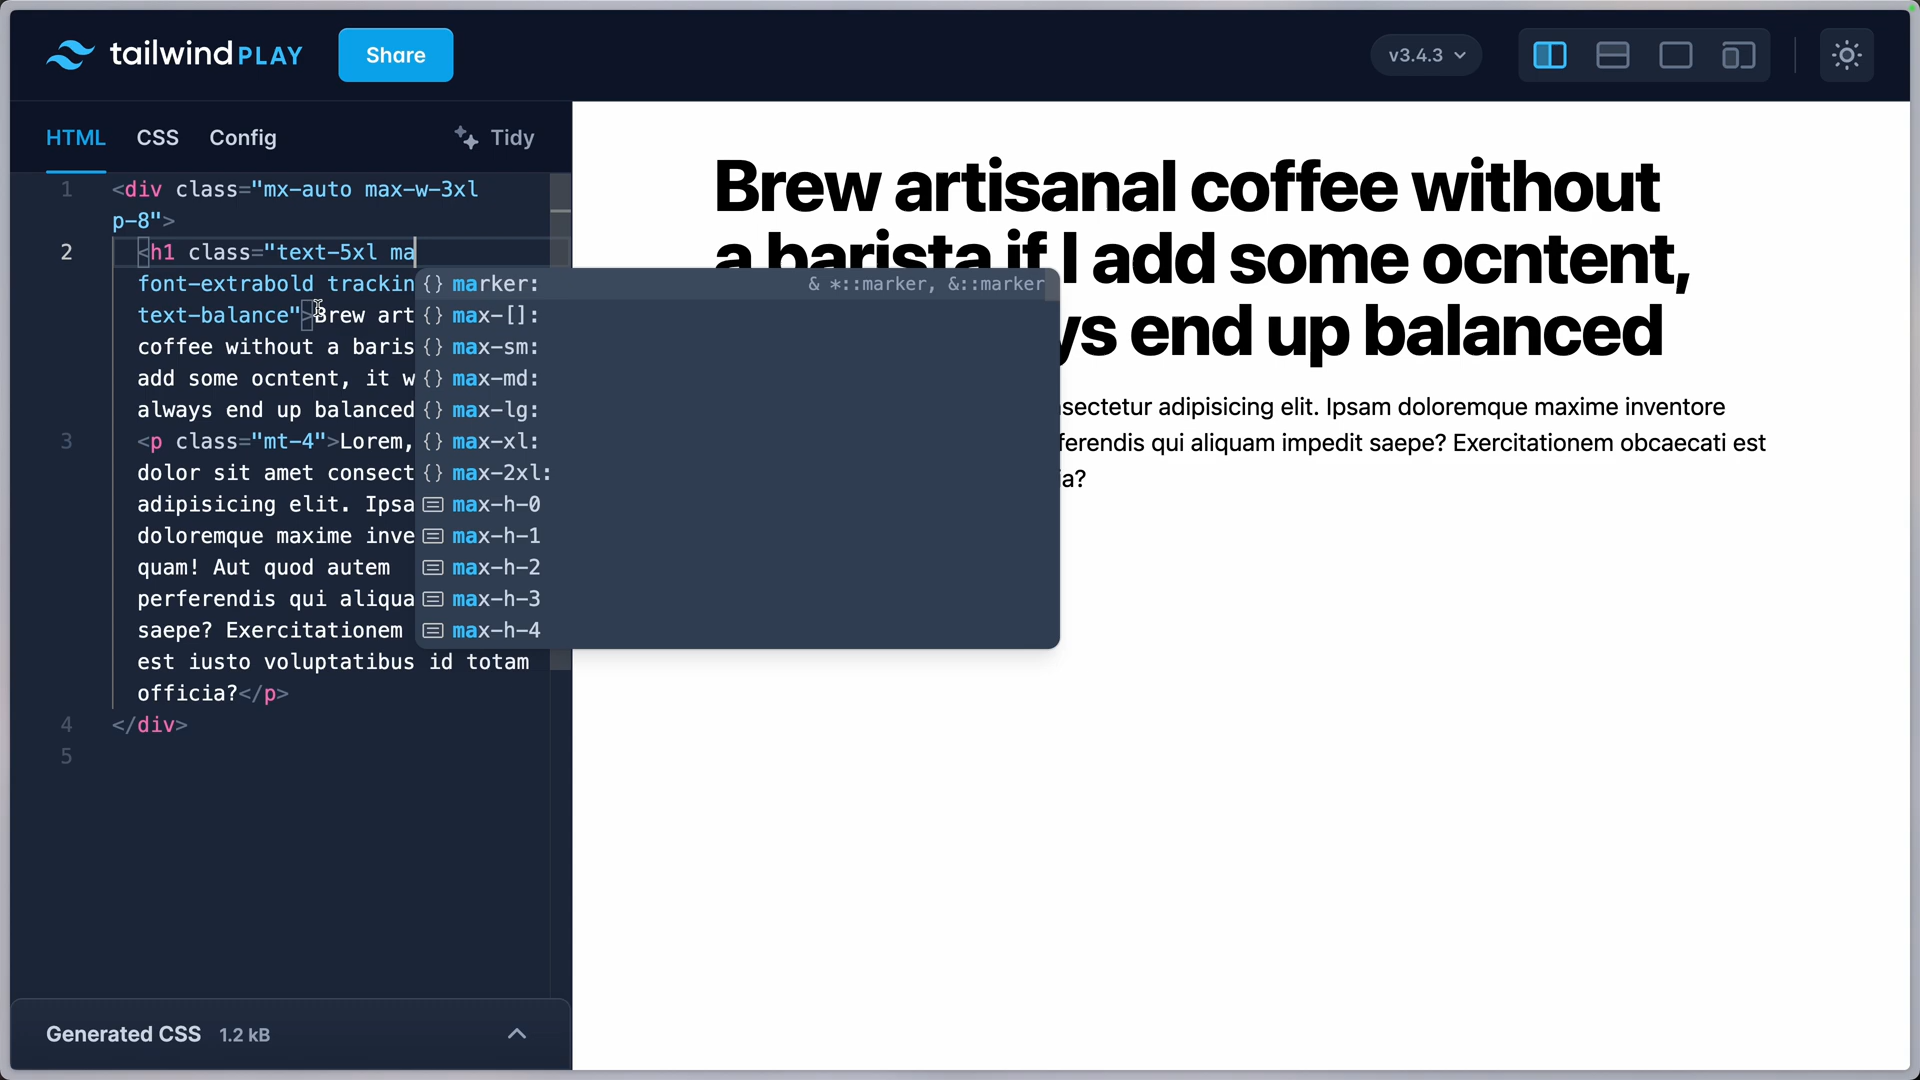 tailwind PLAY
Share
v3.4.3
HTML CSS Config Tidy
1 <div class="mx-auto max-w-3xl
p-8">
2 <h1 class="text-5xl ma
font-extrabold trackin
text-balance">Brew art
coffee without a baris
add some ocntent, it w
always end up balanced
3 <p class="mt-4">Lorem,
dolor sit amet consect
adipisicing elit. Ipsa
doloremque maxime inve
quam! Aut quod autem
perferendis qui aliqua
saepe? Exercitationem
est iusto voluptatibus id totam
officia?</p>
4 </div>
5
{} marker: & *::marker, &::marker
{} max-[]:
{} max-sm:
{} max-md:
{} max-lg:
{} max-xl:
{} max-2xl:
max-h-0
max-h-1
max-h-2
max-h-3
max-h-4
Brew artisanal coffee without
a barista if I add some ocntent,
ys end up balanced
sectetur adipisicing elit. Ipsam doloremque maxime inventore
ferendis qui aliquam impedit saepe? Exercitationem obcaecati est
ia?
Generated CSS 1.2 kB